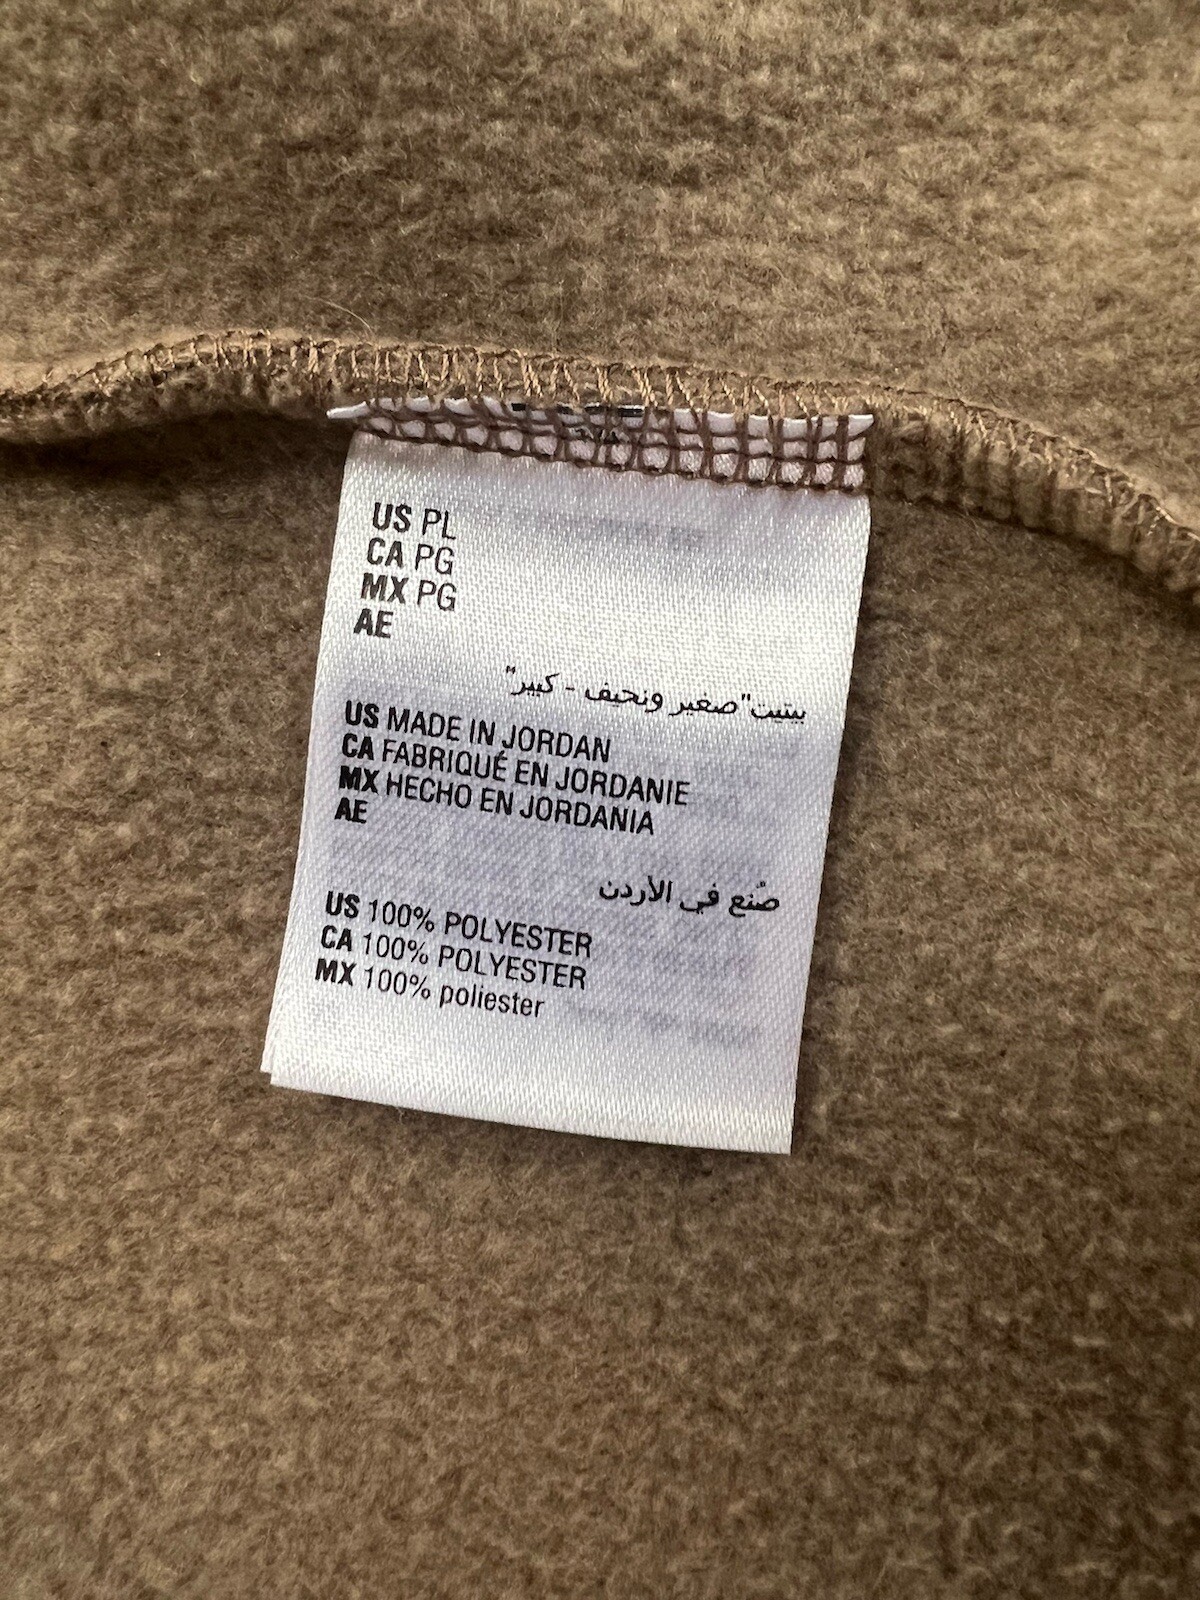 US PL
CA PG
MX PG
AE
بيتيت"صغير ونحيف - كبير"
US MADE IN JORDAN
CA FABRIQUÉ EN JORDANIE
MX HECHO EN JORDANIA
AE
صُنع في الأردن
US 100% POLYESTER
CA 100% POLYESTER
MX 100% poliester